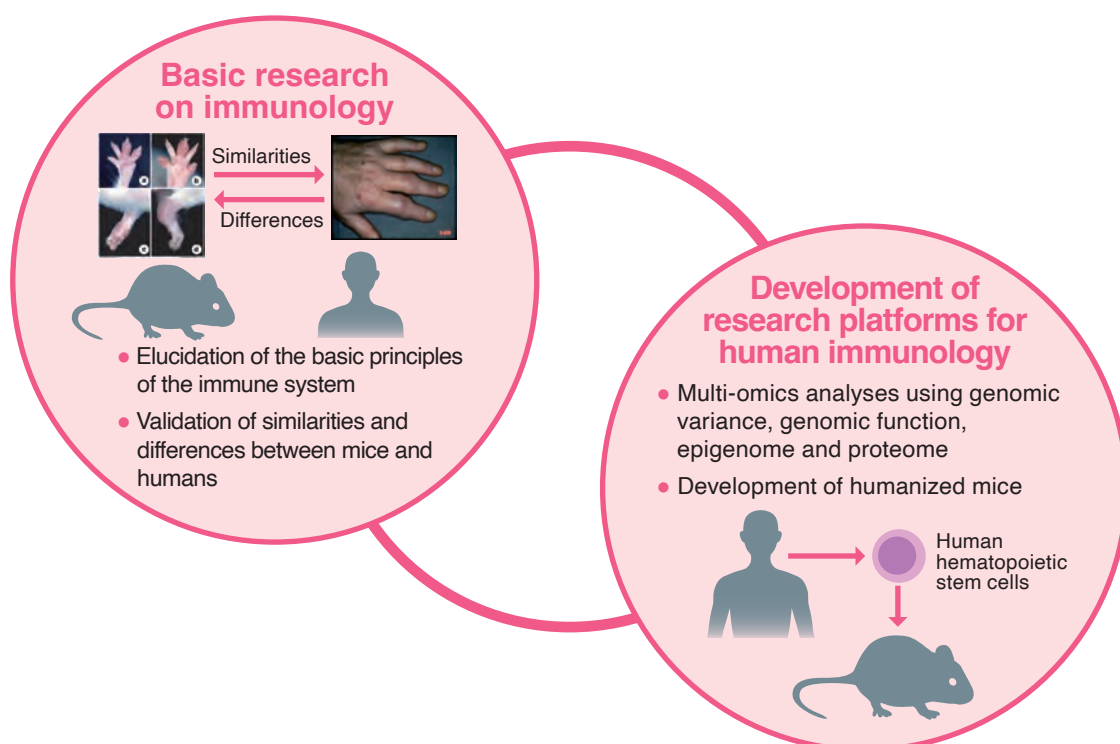 Basic research
on immunology
Similarities
Differences
• Elucidation of the basic principles
of the immune system
• Validation of similarities and
differences between mice and
humans
Development of
research platforms for
human immunology
• Multi-omics analyses using genomic
variance, genomic function,
epigenome and proteome
• Development of humanized mice
Human
hematopoietic
stem cells